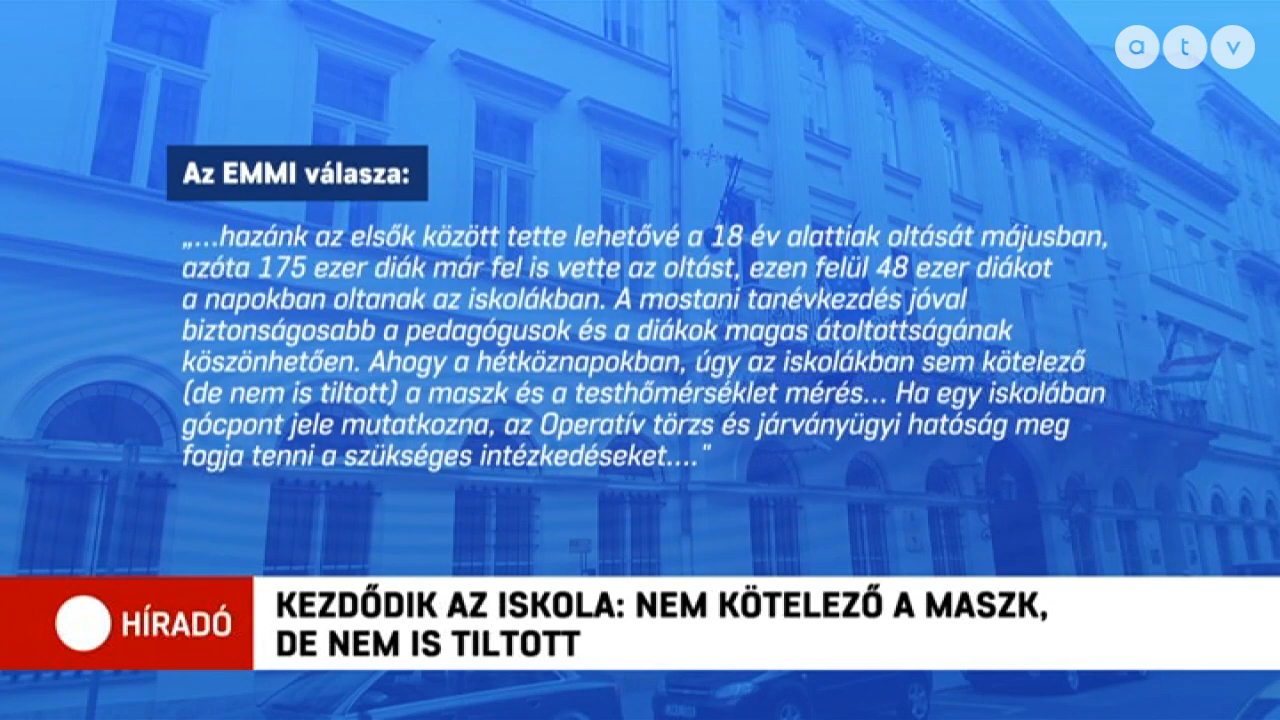 atv
Az EMMI válasza:
„...hazánk az elsők között tette lehetővé a 18 év alattiak oltását májusban,
azóta 175 ezer diák már fel is vette az oltást, ezen felül 48 ezer diákot
a napokban oltanak az iskolákban. A mostani tanévkezdés jóval
biztonságosabb a pedagógusok és a diákok magas átoltottságának
köszönhetően. Ahogy a hétköznapokban, úgy az iskolákban sem kötelező
(de nem is tiltott) a maszk és a testhőmérséklet mérés... Ha egy iskolában
gócpont jele mutatkozna, az Operatív törzs és járványügyi hatóság meg
fogja tenni a szükséges intézkedéseket...."
HÍRADÓ
KEZDŐDIK AZ ISKOLA: NEM KÖTELEZŐ A MASZK,
DE NEM IS TILTOTT